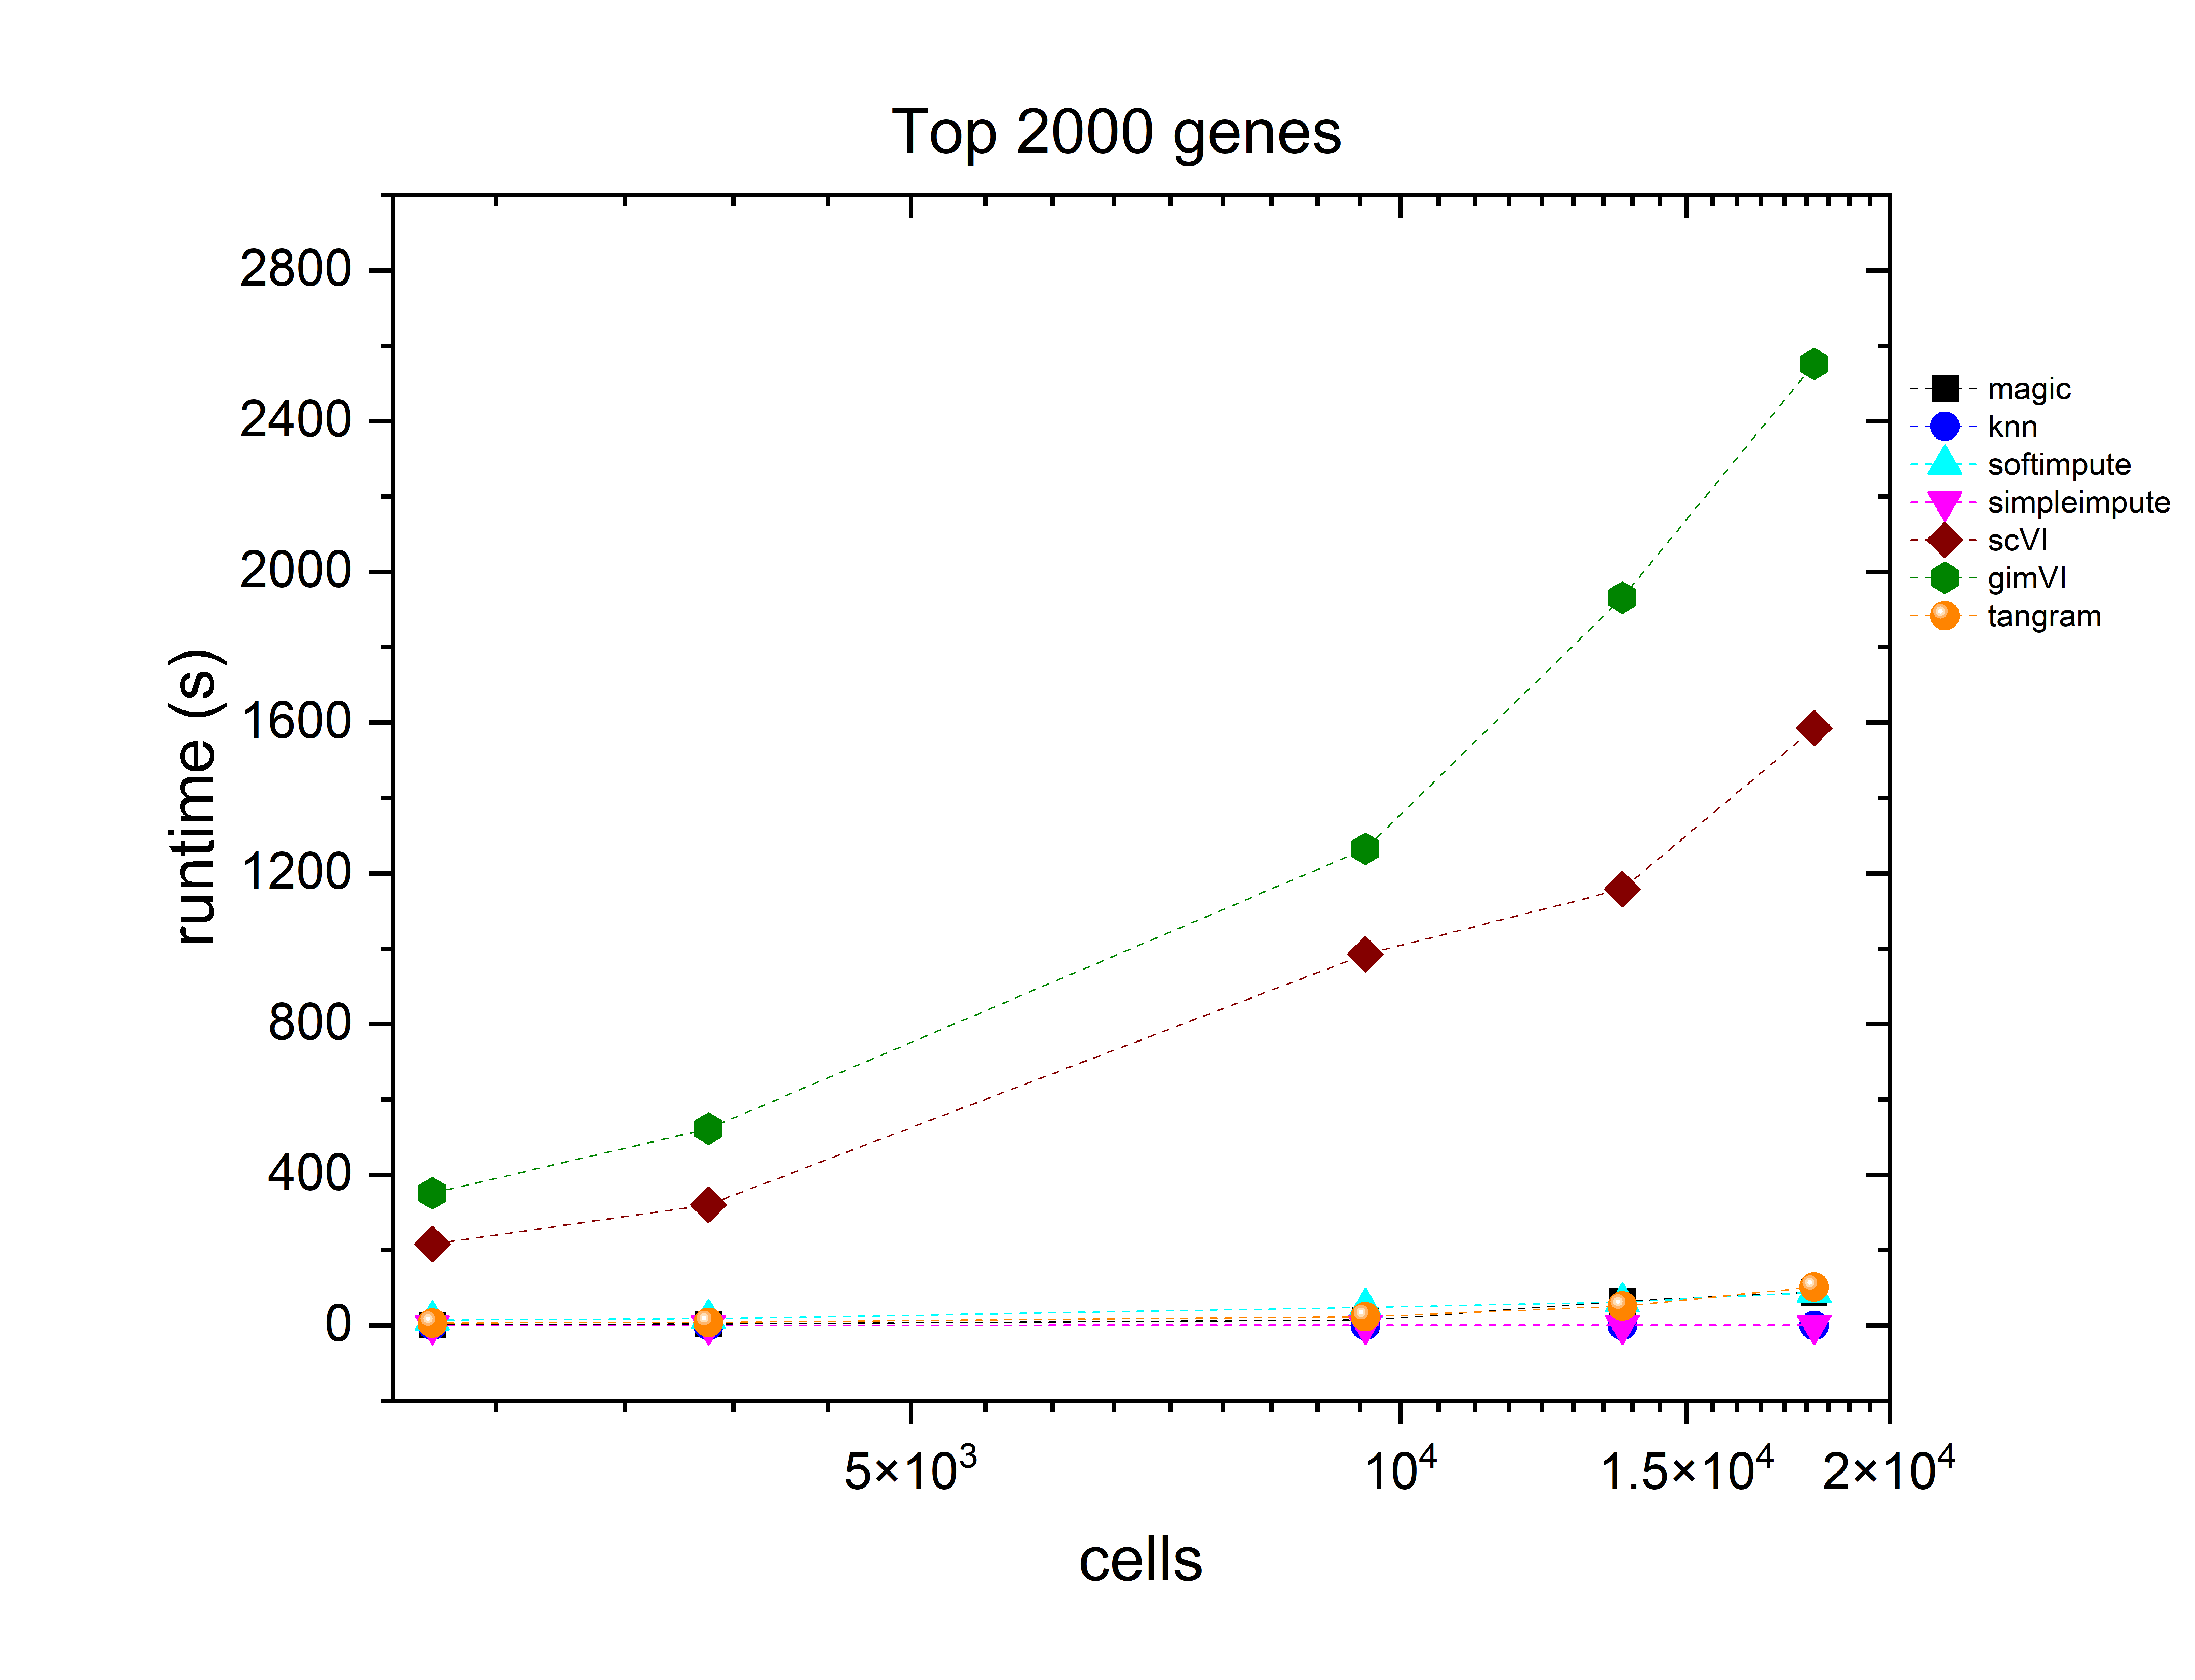 Top 2000 genes
2800
2400
2000
1600
1200
800
400
0
runtime (s)
5×10³
10⁴
1.5×10⁴
2×10⁴
cells
magic
knn
softimpute
simpleimpute
scVI
gimVI
tangram